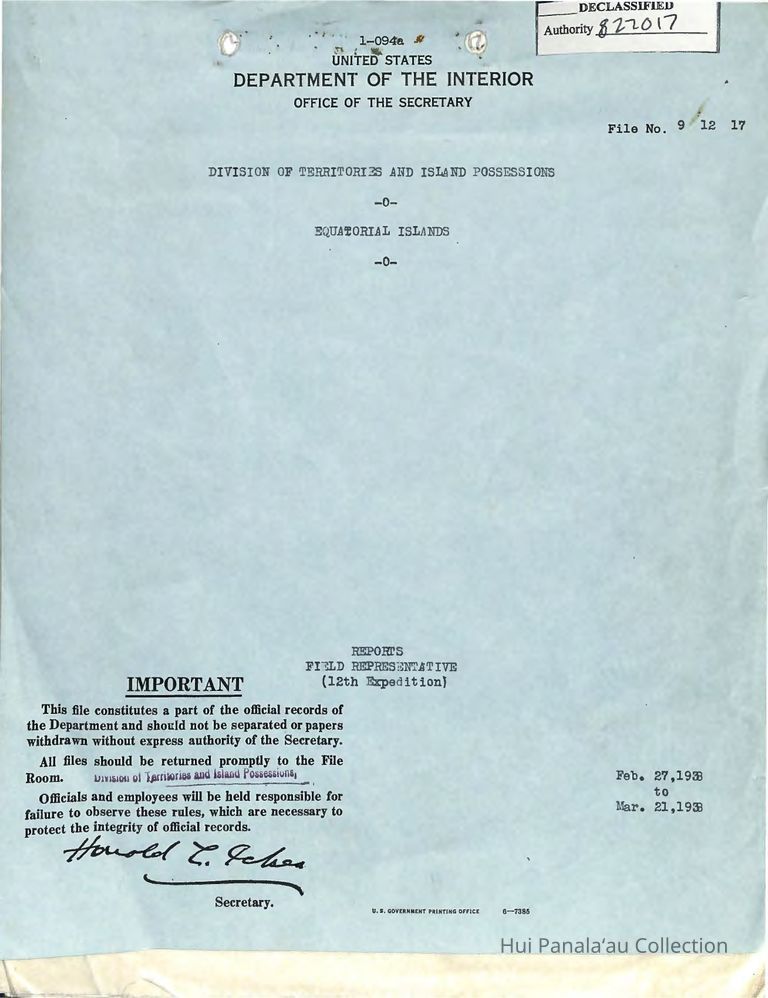 DECLASSIFIED
Authority 822017
1-094a
UNITED STATES
DEPARTMENT OF THE INTERIOR
OFFICE OF THE SECRETARY
File No. 9 12 17
DIVISION OF TERRITORIES AND ISLAND POSSESSIONS
-0-
EQUATORIAL ISLANDS
-0-
REPORTS
FIELD REPRESENTATIVE
(12th Expedition)
IMPORTANT
This file constitutes a part of the official records of
the Department and should not be separated or papers
withdrawn without express authority of the Secretary.
All files should be returned promptly to the File
Room. Division of Territories and Island Possessions,
Officials and employees will be held responsible for
failure to observe these rules, which are necessary to
protect the integrity of official records.
Harold L. Ickes
Secretary.
Feb. 27,1938
to
Mar. 21,1938
U. S. GOVERNMENT PRINTING OFFICE 6—7385
Hui Panala‘au Collection